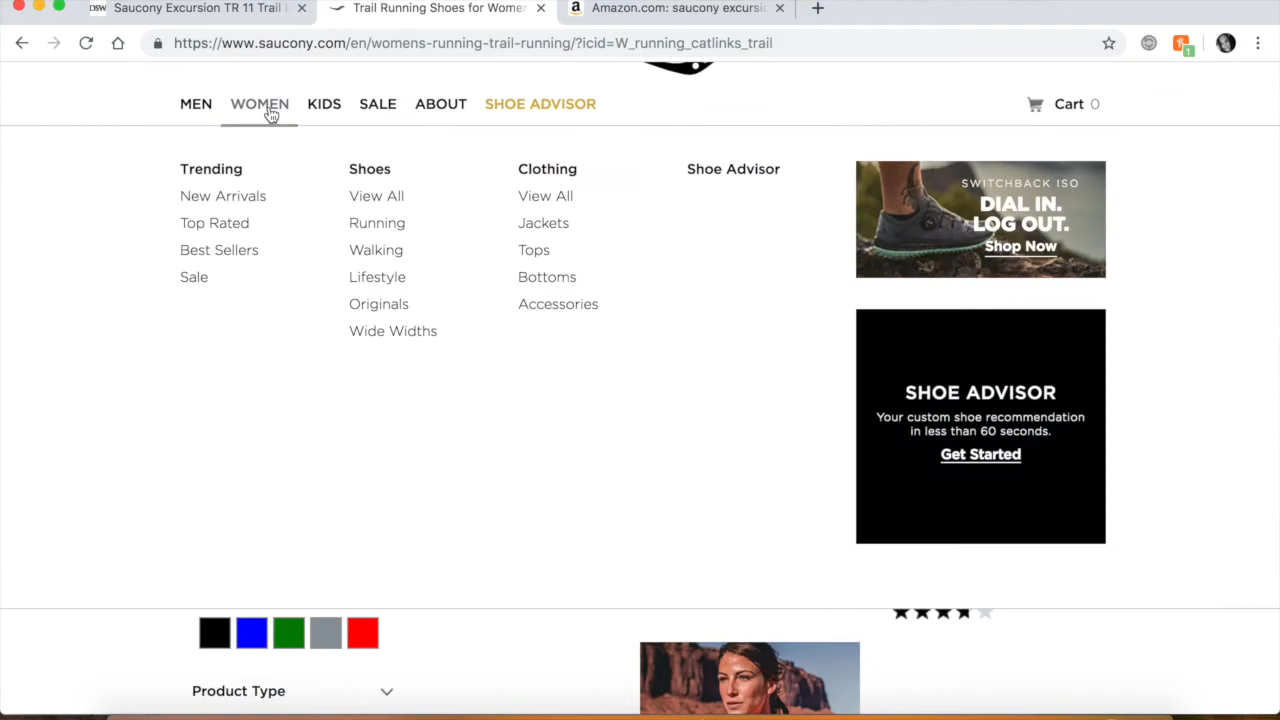 DSW Saucony Excursion TR 11 Trail
Trail Running Shoes for Women
Amazon.com: saucony excursi
https://www.saucony.com/en/womens-running-trail-running/?icid=W_running_catlinks_trail
1
MEN WOMEN KIDS SALE ABOUT SHOE ADVISOR Cart 0
Trending
New Arrivals
Top Rated
Best Sellers
Sale
Shoes
View All
Running
Walking
Lifestyle
Originals
Wide Widths
Clothing
View All
Jackets
Tops
Bottoms
Accessories
Shoe Advisor
SWITCHBACK ISO
DIAL IN.
LOG OUT.
Shop Now
SHOE ADVISOR
Your custom shoe recommendation
in less than 60 seconds.
Get Started
Product Type